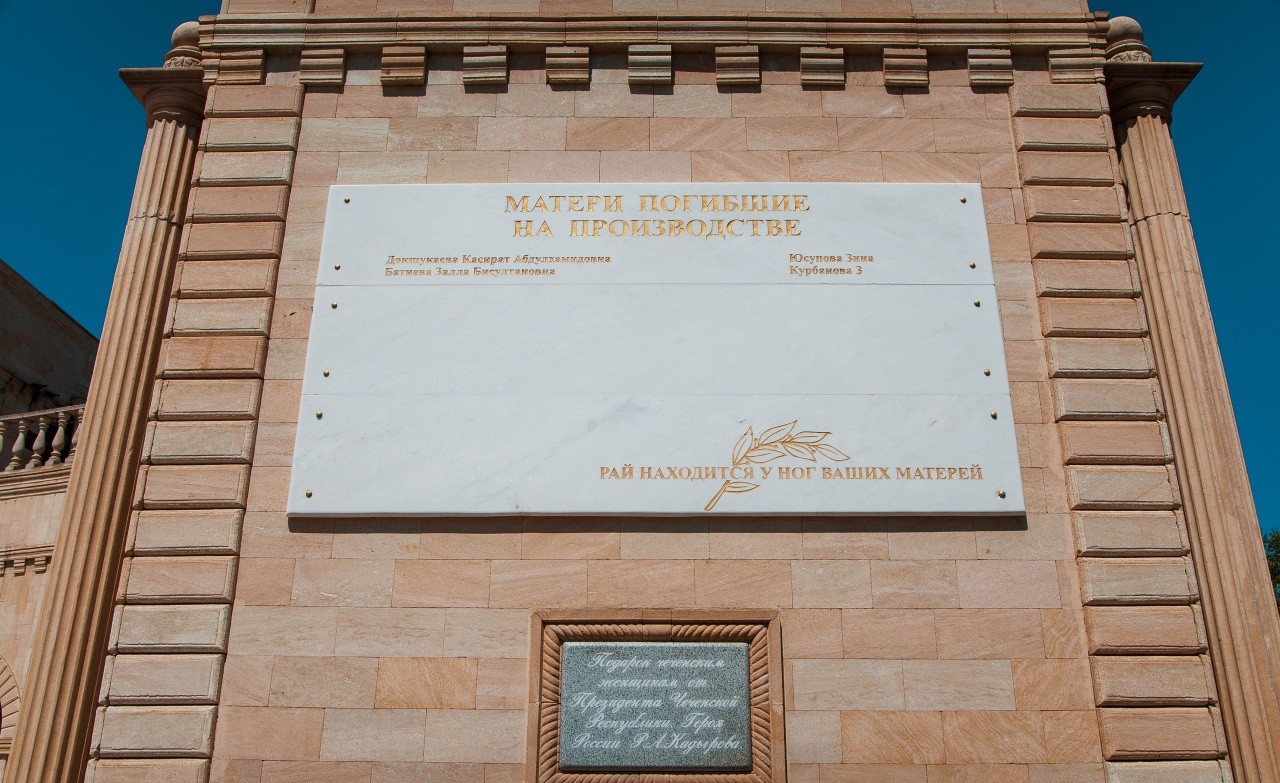 МАТЕРИ ПОГИБШИЕ
НА ПРОИЗВОДСТВЕ
Докшукаева Касират Абдулхамидовна
Батиева Залла Бисултановна
Юсупова Зина
Курбанова З
РАЙ НАХОДИТСЯ У НОГ ВАШИХ МАТЕРЕЙ
Подарок чеченским
женщинам от
Президента Чеченской
Республики, Героя
России Р.А.Кадырова.